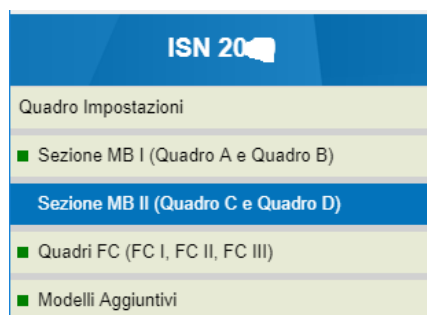 ISN 20
Quadro Impostazioni
Sezione MB I (Quadro A e Quadro B)
Sezione MB II (Quadro C e Quadro D)
Quadri FC (FC I, FC II, FC III)
Modelli Aggiuntivi